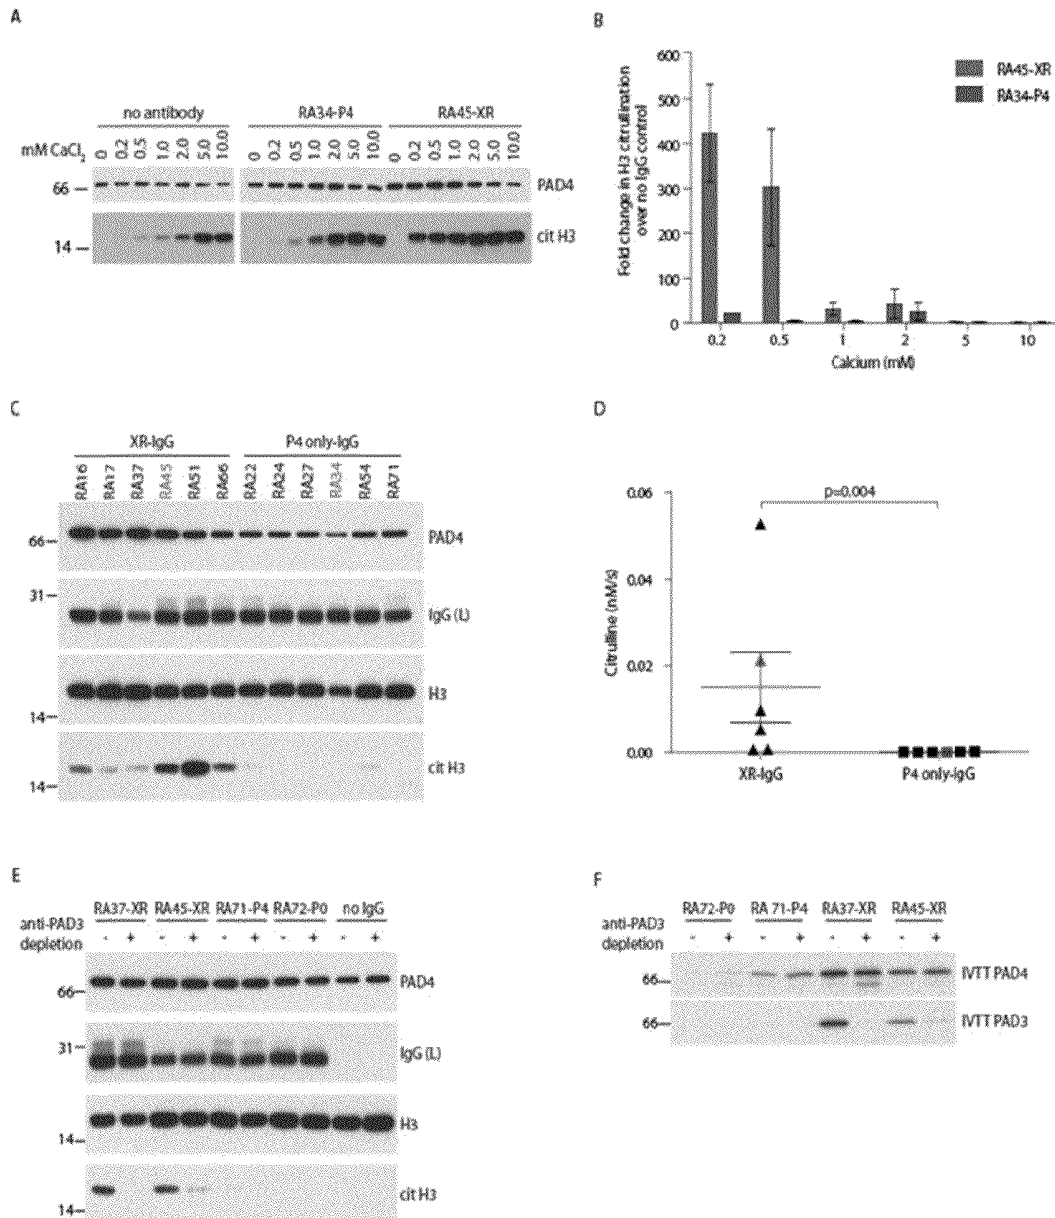 A
no antibody RA34-P4 RA45-XR
mM CaCl2 0 0.2 0.5 1.0 2.0 5.0 10.0 0 0.2 0.5 1.0 2.0 5.0 10.0 0 0.2 0.5 1.0 2.0 5.0 10.0
66 PAD4
14 cit H3
B
Fold change in H3 citrullination
over no IgG control
600
500
400
300
200
100
0
RA45-XR
RA34-P4
0.2 0.5 1 2 5 10
Calcium (mM)
C
XR-IgG P4 only-IgG
RA16 RA17 RA37 RA45 RA51 RA66 RA22 RA24 RA27 RA34 RA54 RA71
66 PAD4
31 IgG (L)
H3
14
cit H3
14
D
p=0.004
Citrulline (nM/s)
0.06
0.04
0.02
0.00
XR-IgG P4 only-IgG
E
RA37-XR RA45-XR RA71-P4 RA72-P0 no IgG
anti-PAD3
depletion - + - + - + - + - +
66 PAD4
31 IgG (L)
H3
14
cit H3
14
F
RA72-P0 RA 71-P4 RA37-XR RA45-XR
anti-PAD3
depletion - + - + - + - +
66 IVTT PAD4
66 IVTT PAD3